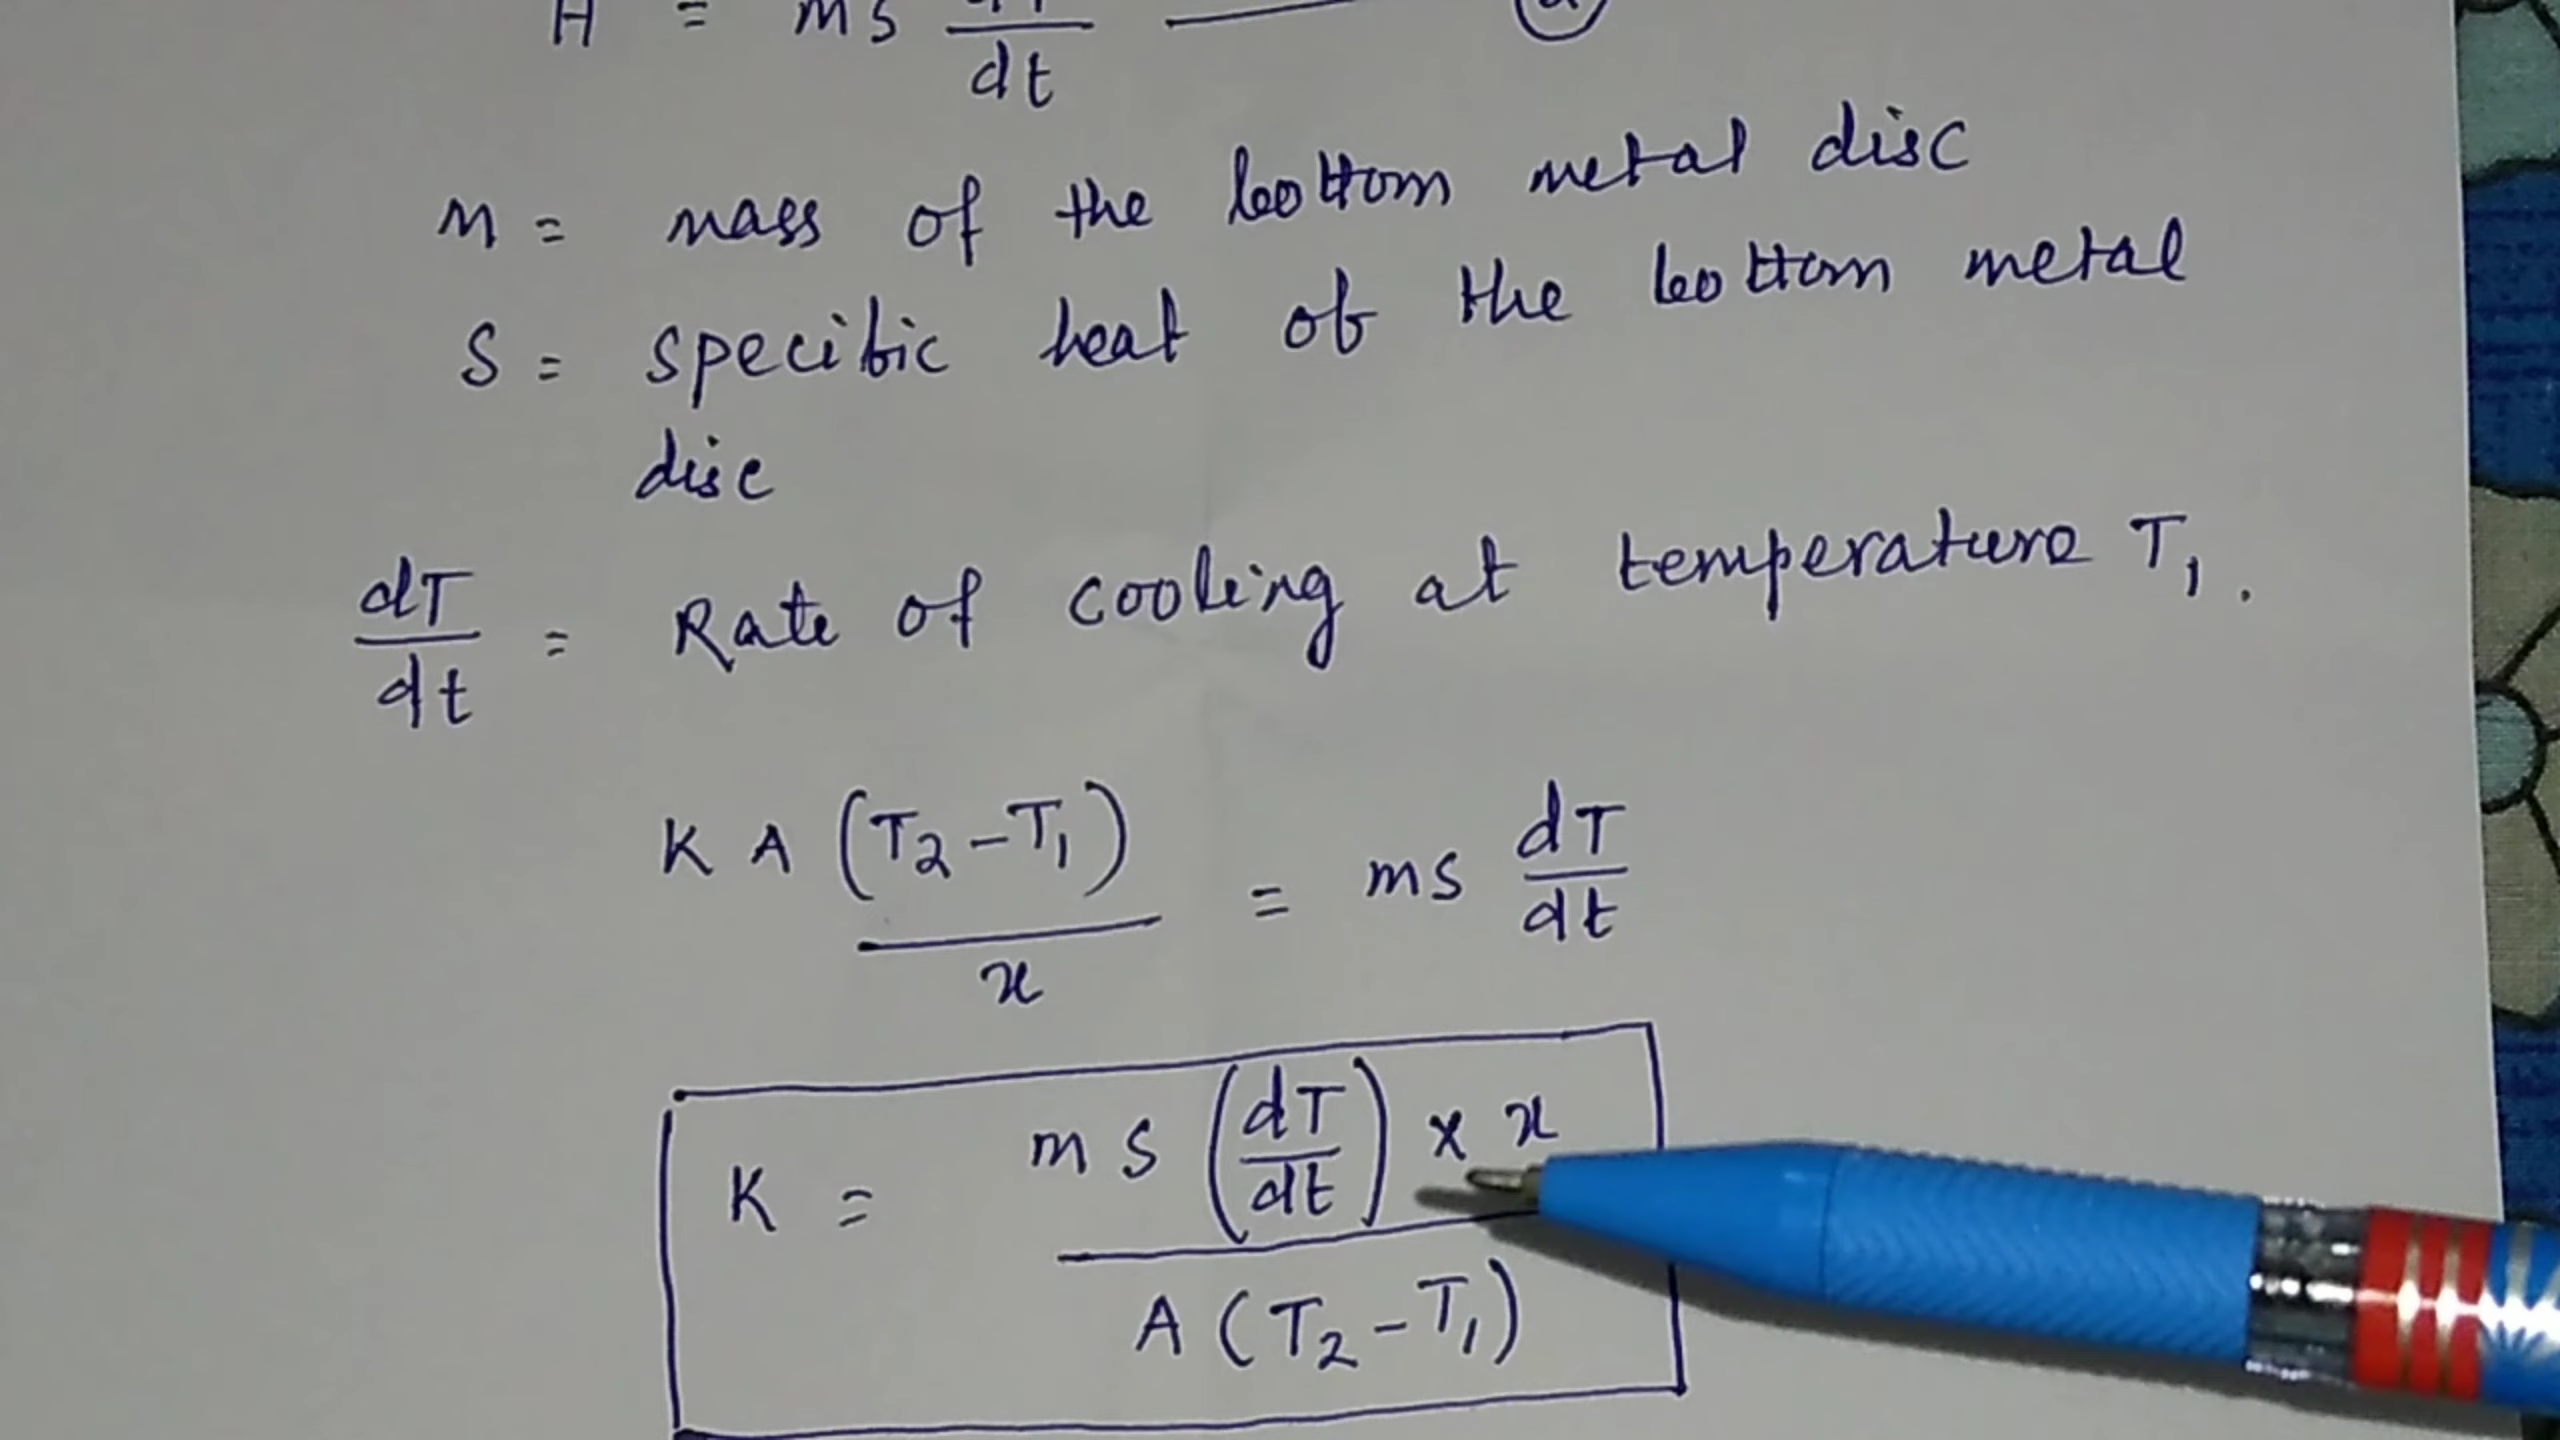 H = ms dT/dt
m = mass of the bottom metal disc
S = specific heat of the bottom metal
disc
dT/dt = Rate of cooling at temperature T₁.
K A (T₂-T₁)/x = ms dT/dt
K = m s (dT/dt) × x / A (T₂-T₁)